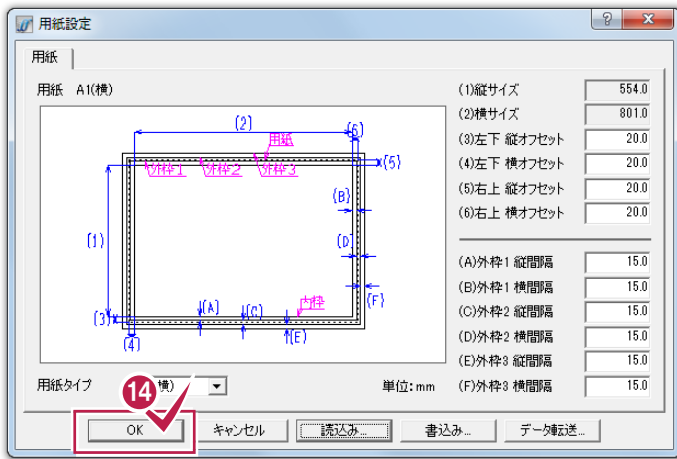 用紙設定
用紙
用紙 A1(横)
(2)
(6)
用紙
外枠1 外枠2 外枠3
(5)
(B)
(1)
(D)
(F)
内枠
(A)
(C)
(3)
(E)
(4)
(1)縦サイズ 554.0
(2)横サイズ 801.0
(3)左下 縦オフセット 20.0
(4)左下 横オフセット 20.0
(5)右上 縦オフセット 20.0
(6)右上 横オフセット 20.0
(A)外枠1 縦間隔 15.0
(B)外枠1 横間隔 15.0
(C)外枠2 縦間隔 15.0
(D)外枠2 横間隔 15.0
(E)外枠3 縦間隔 15.0
(F)外枠3 横間隔 15.0
用紙タイプ 横) 単位:mm
14
OK キャンセル 読込み... 書込み... データ転送...